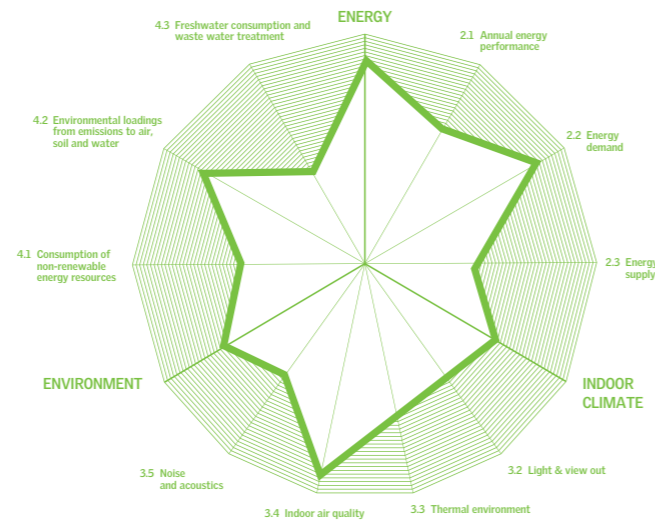 ENERGY
2.1 Annual energy
performance
2.2 Energy
demand
2.3 Energy
supply
INDOOR
CLIMATE
3.2 Light & view out
3.3 Thermal environment
3.4 Indoor air quality
3.5 Noise
and acoustics
ENVIRONMENT
4.1 Consumption of
non-renewable
energy resources
4.2 Environmental loadings
from emissions to air,
soil and water
4.3 Freshwater consumption and
waste water treatment